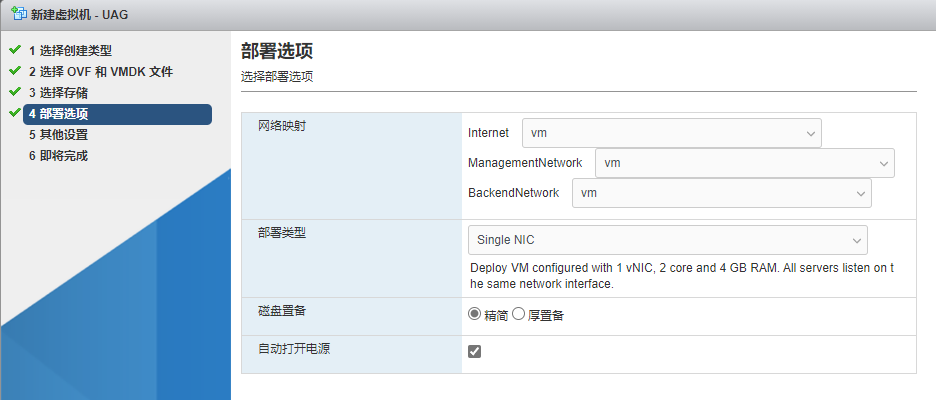 新建虚拟机 - UAG
1 选择创建类型
2 选择 OVF 和 VMDK 文件
3 选择存储
4 部署选项
5 其他设置
6 即将完成
部署选项
选择部署选项
网络映射
Internet vm
ManagementNetwork vm
BackendNetwork vm
部署类型
Single NIC
Deploy VM configured with 1 vNIC, 2 core and 4 GB RAM. All servers listen on t
he same network interface.
磁盘置备
精简 厚置备
自动打开电源